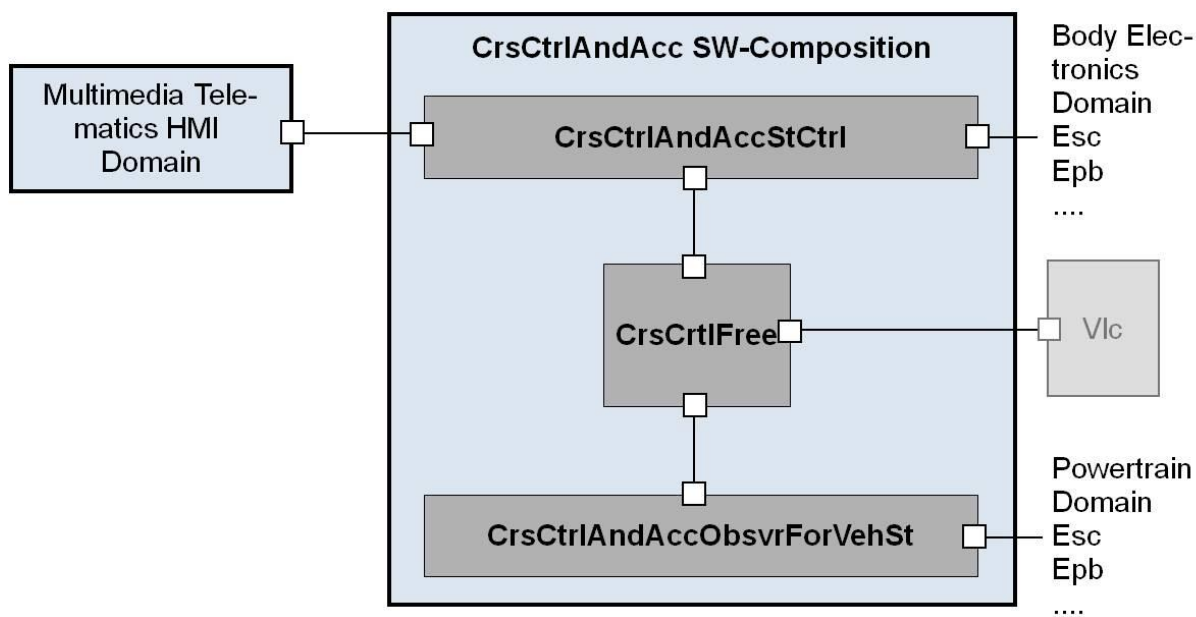 CrsCtrlAndAcc SW-Composition
Multimedia Tele-
matics HMI
Domain
CrsCtrlAndAccStCtrl
Body Elec-
tronics
Domain
Esc
Epb
....
CrsCrtlFree
Vlc
CrsCtrlAndAccObsvrForVehSt
Powertrain
Domain
Esc
Epb
....